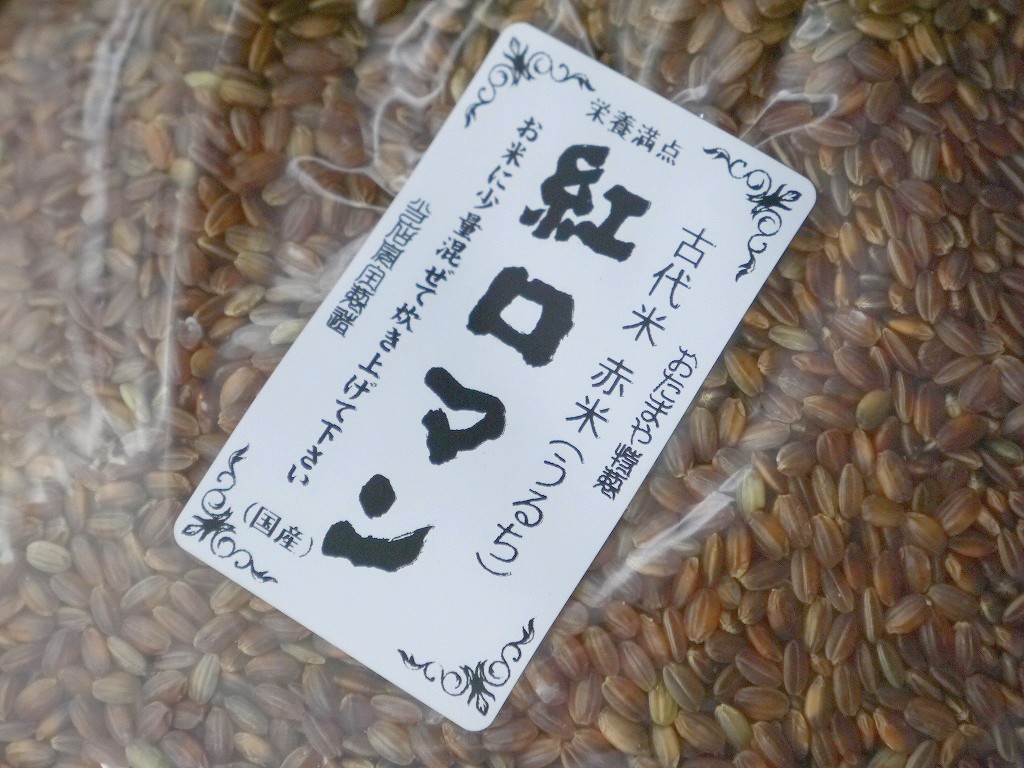 栄養満点
古代米 赤米(うるち)
おたまや特選
紅ロマン
お米に少量混ぜて炊き上げて下さい
(国産)